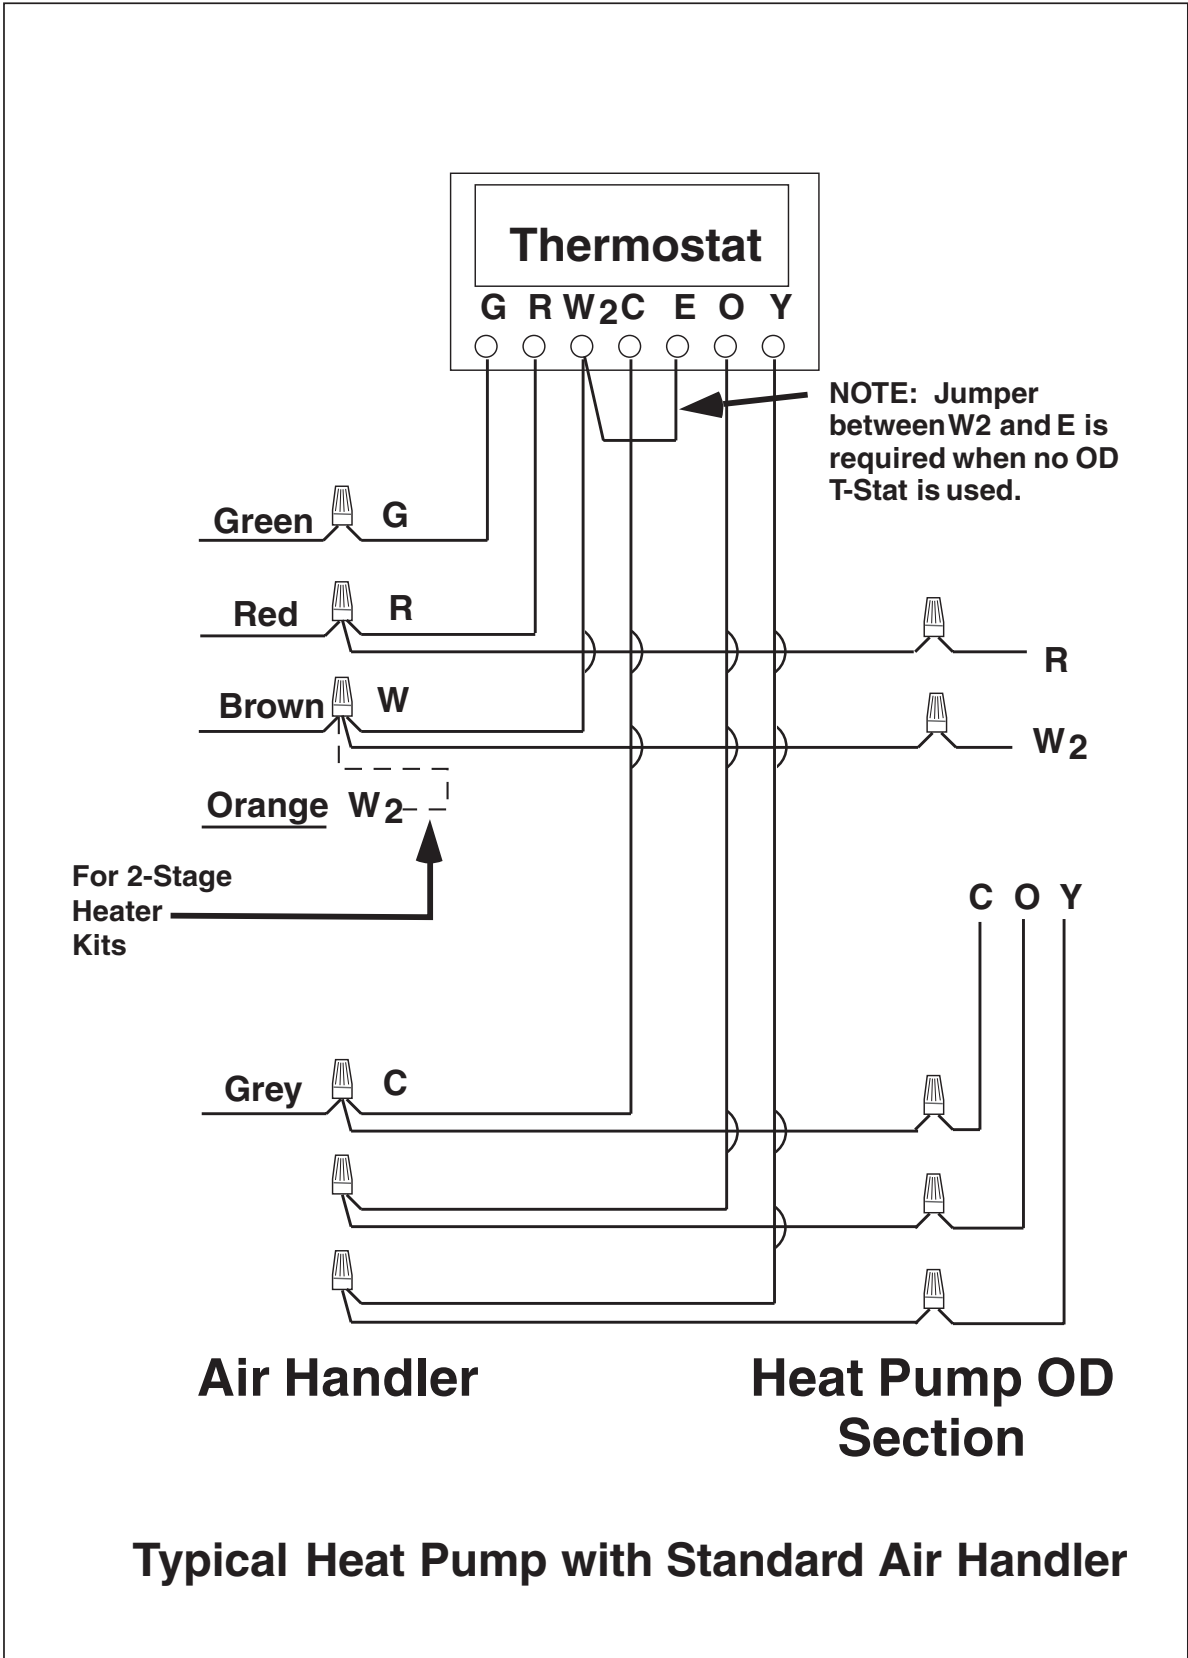 Thermostat
G R W2 C E O Y
NOTE: Jumper
between W2 and E is
required when no OD
T-Stat is used.
Green G
Red R
R
Brown W
W2
Orange W2
For 2-Stage
Heater
Kits
C O Y
Grey C
Air Handler
Heat Pump OD
Section
Typical Heat Pump with Standard Air Handler